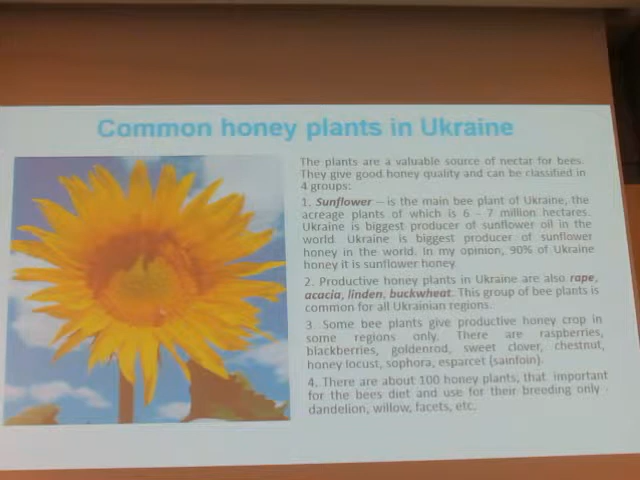 Common honey plants in Ukraine
The plants are a valuable source of nectar for bees.
They give good honey quality and can be classified in
4 groups:
1. Sunflower – is the main bee plant of Ukraine, the
acreage plants of which is 6 - 7 million hectares.
Ukraine is biggest producer of sunflower oil in the
world. Ukraine is biggest producer of sunflower
honey in the world. In my opinion, 90% of Ukraine
honey it is sunflower honey.
2. Productive honey plants in Ukraine are also rape,
acacia, linden, buckwheat. This group of bee plants is
common for all Ukrainian regions.
3. Some bee plants give productive honey crop in
some regions only. There are raspberries,
blackberries, goldenrod, sweet clover, chestnut,
honey locust, sophora, esparcet (sainfoin).
4. There are about 100 honey plants, that important
for the bees diet and use for their breeding only -
dandelion, willow, facets, etc.